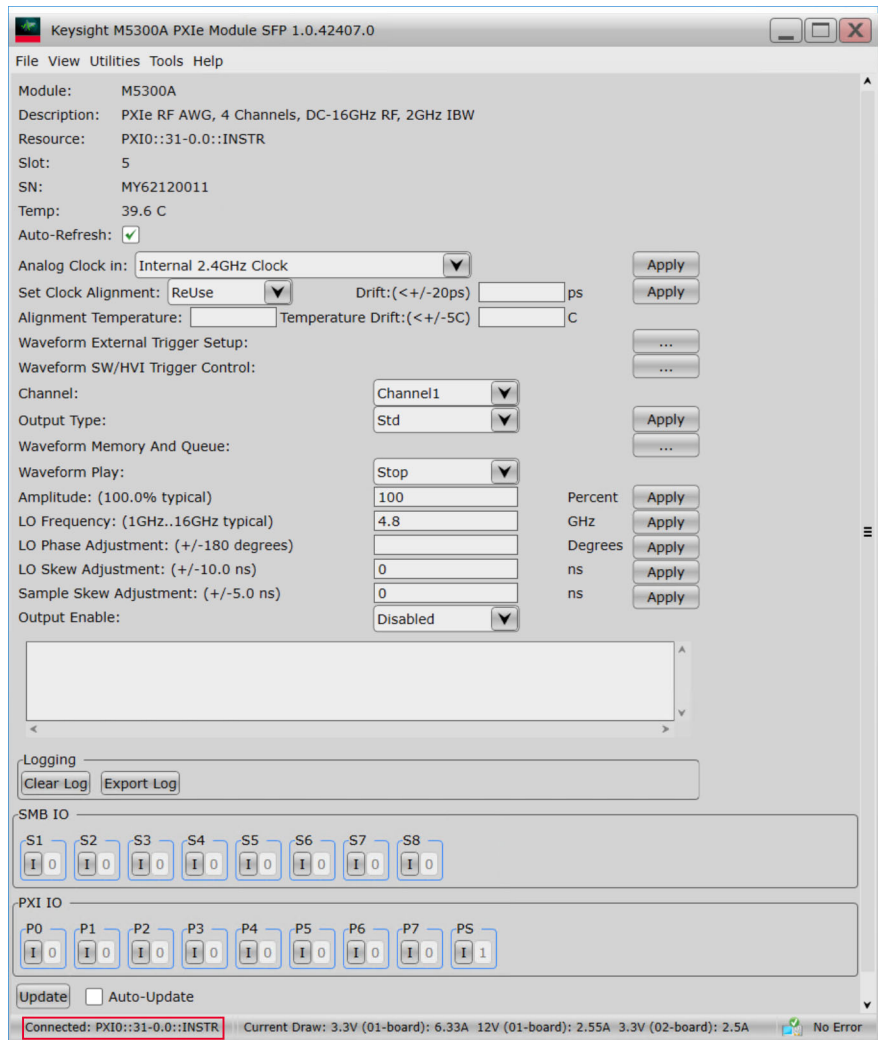 Keysight M5300A PXIe Module SFP 1.0.42407.0
File View Utilities Tools Help
Module: M5300A
Description: PXIe RF AWG, 4 Channels, DC-16GHz RF, 2GHz IBW
Resource: PXI0::31-0.0::INSTR
Slot: 5
SN: MY62120011
Temp: 39.6 C
Auto-Refresh:
Analog Clock in: Internal 2.4GHz Clock Apply
Set Clock Alignment: ReUse Drift:(<+/-20ps) ps Apply
Alignment Temperature: Temperature Drift:(<+/-5C) C
Waveform External Trigger Setup: ...
Waveform SW/HVI Trigger Control: ...
Channel: Channel1
Output Type: Std Apply
Waveform Memory And Queue: ...
Waveform Play: Stop
Amplitude: (100.0% typical) 100 Percent Apply
LO Frequency: (1GHz..16GHz typical) 4.8 GHz Apply
LO Phase Adjustment: (+/-180 degrees) Degrees Apply
LO Skew Adjustment: (+/-10.0 ns) 0 ns Apply
Sample Skew Adjustment: (+/-5.0 ns) 0 ns Apply
Output Enable: Disabled
Logging
Clear Log Export Log
SMB IO
S1 S2 S3 S4 S5 S6 S7 S8
I 0 I 0 I 0 I 0 I 0 I 0 I 0 I 0
PXI IO
P0 P1 P2 P3 P4 P5 P6 P7 PS
I 0 I 0 I 0 I 0 I 0 I 0 I 0 I 0 I 1
Update Auto-Update
Connected: PXI0::31-0.0::INSTR Current Draw: 3.3V (01-board): 6.33A 12V (01-board): 2.55A 3.3V (02-board): 2.5A No Error